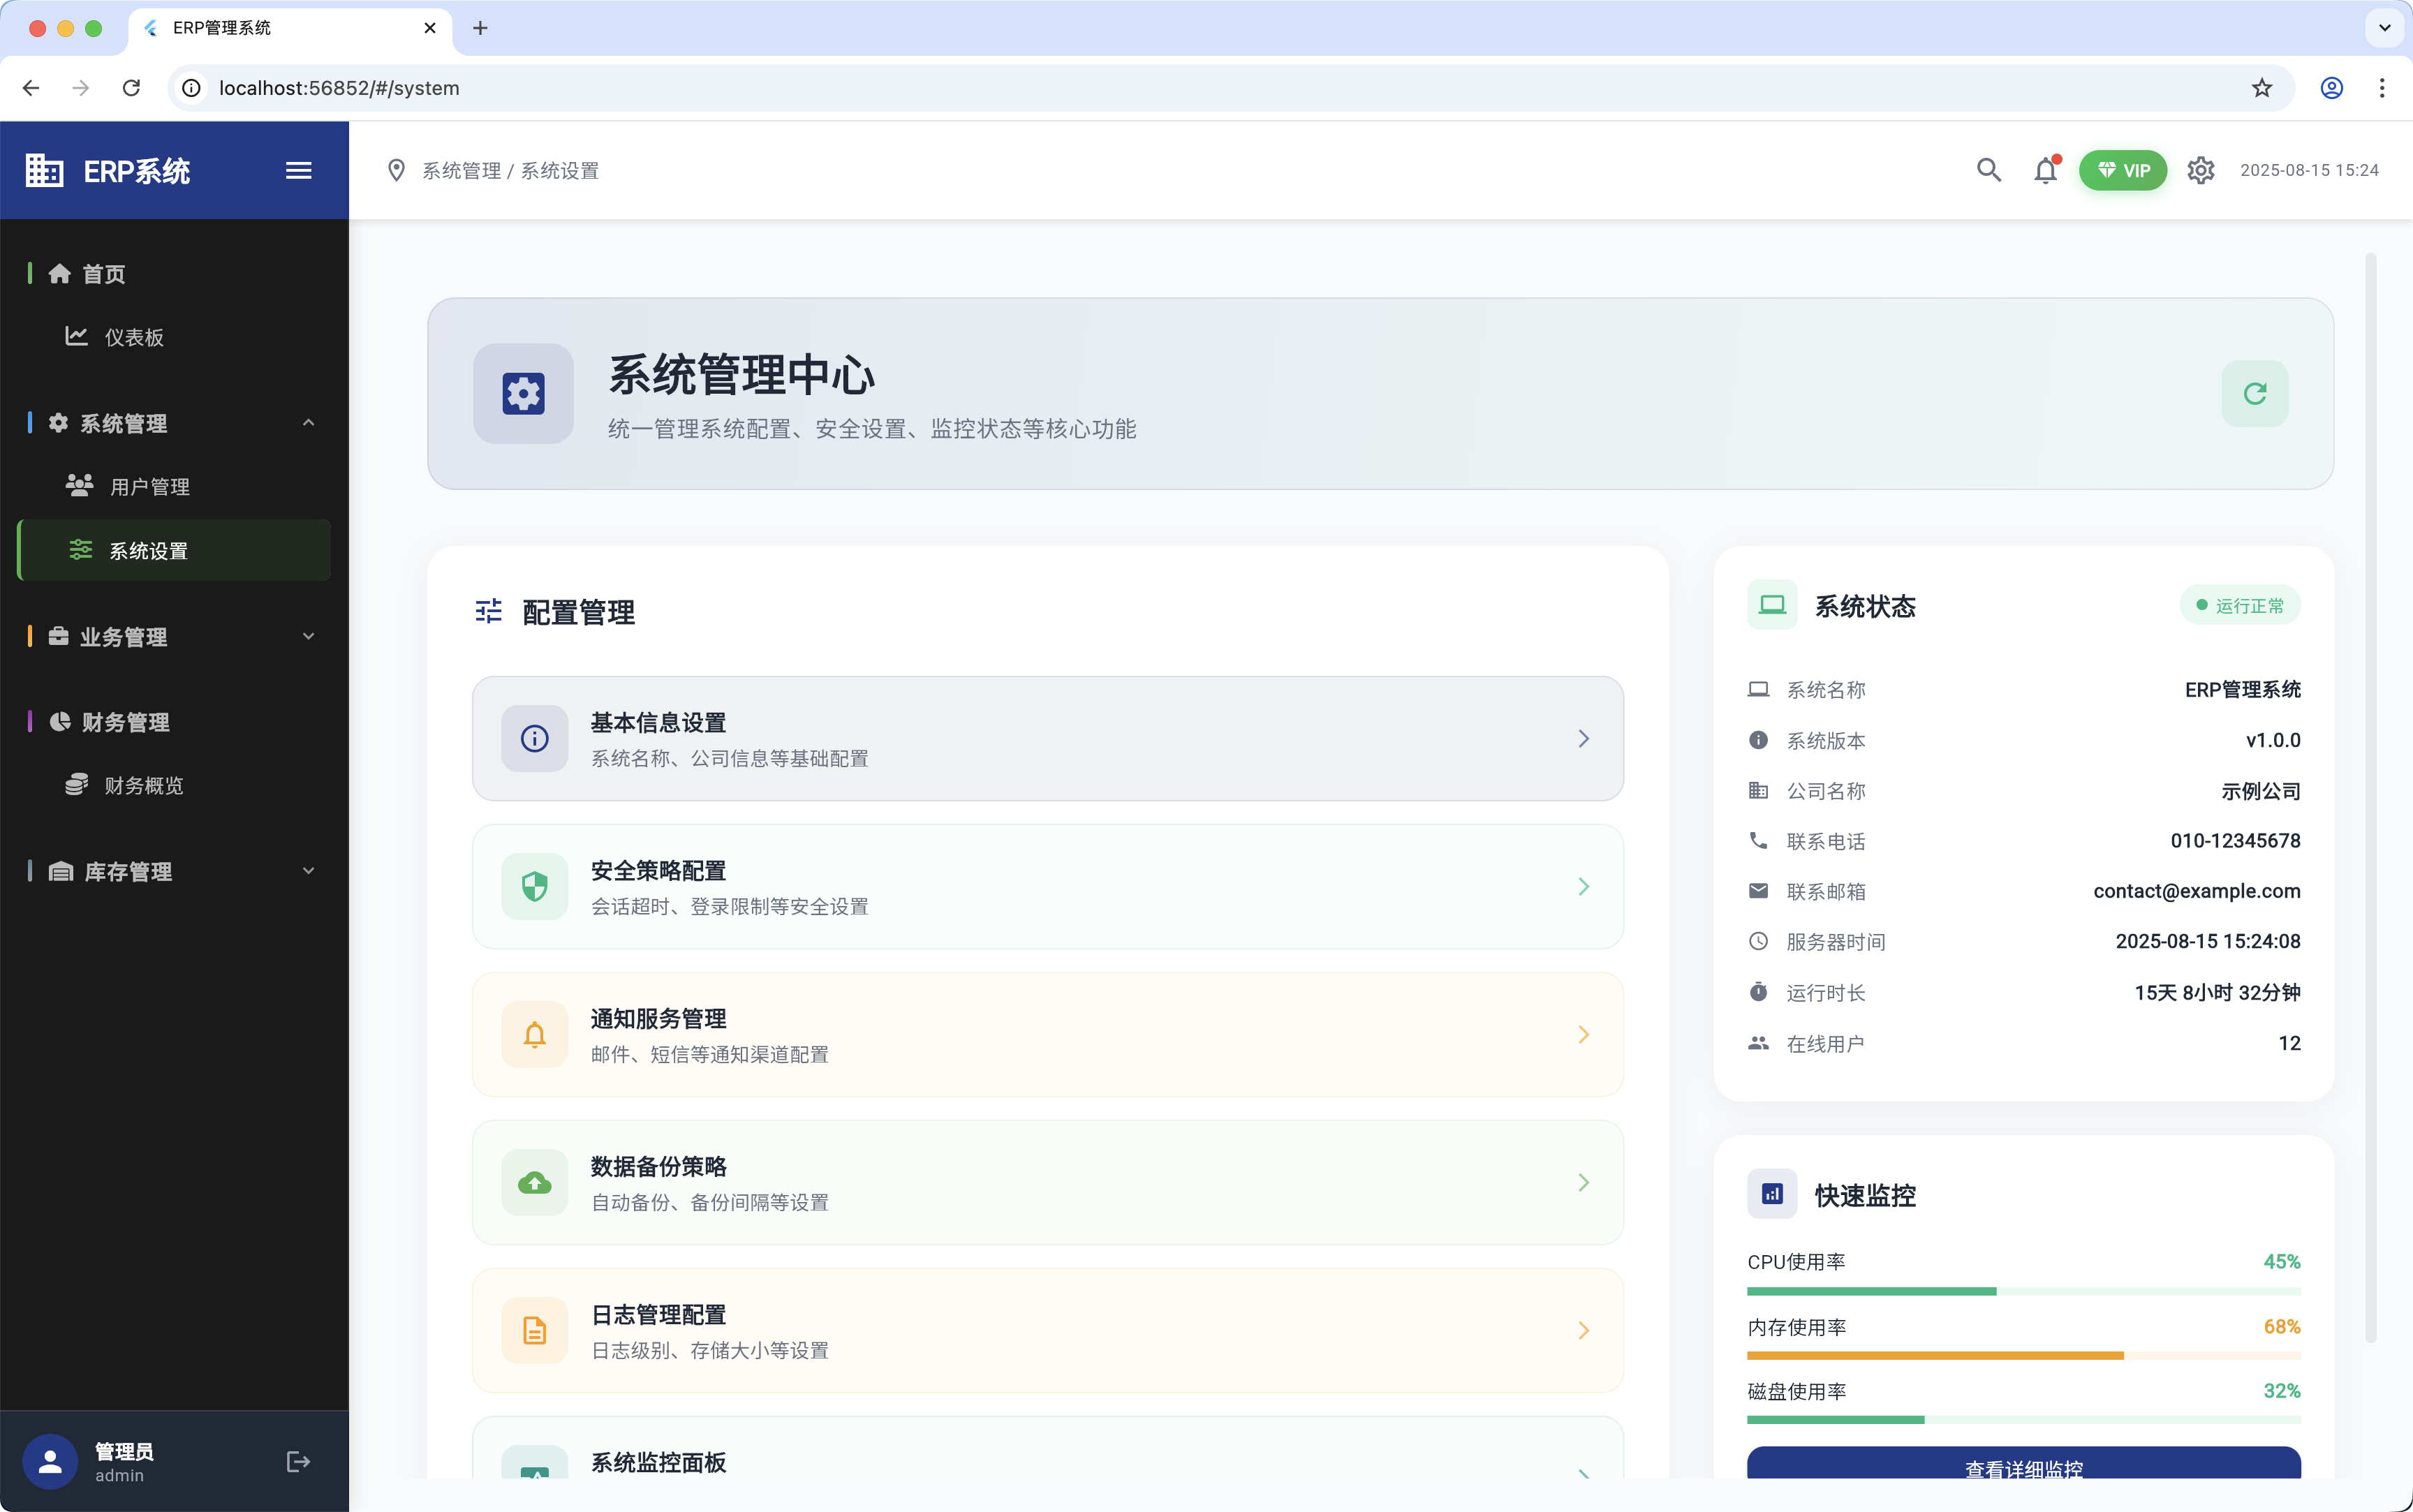 ERP管理系统
localhost:56852/#/system
ERP系统
系统管理 / 系统设置
VIP
2025-08-15 15:24
首页
仪表板
系统管理
用户管理
系统设置
业务管理
财务管理
财务概览
库存管理
管理员
admin
系统管理中心
统一管理系统配置、安全设置、监控状态等核心功能
配置管理
基本信息设置
系统名称、公司信息等基础配置
安全策略配置
会话超时、登录限制等安全设置
通知服务管理
邮件、短信等通知渠道配置
数据备份策略
自动备份、备份间隔等设置
日志管理配置
日志级别、存储大小等设置
系统监控面板
系统状态
运行正常
系统名称 ERP管理系统
系统版本 v1.0.0
公司名称 示例公司
联系电话 010-12345678
联系邮箱 contact@example.com
服务器时间 2025-08-15 15:24:08
运行时长 15天 8小时 32分钟
在线用户 12
快速监控
CPU使用率 45%
内存使用率 68%
磁盘使用率 32%
查看详细监控